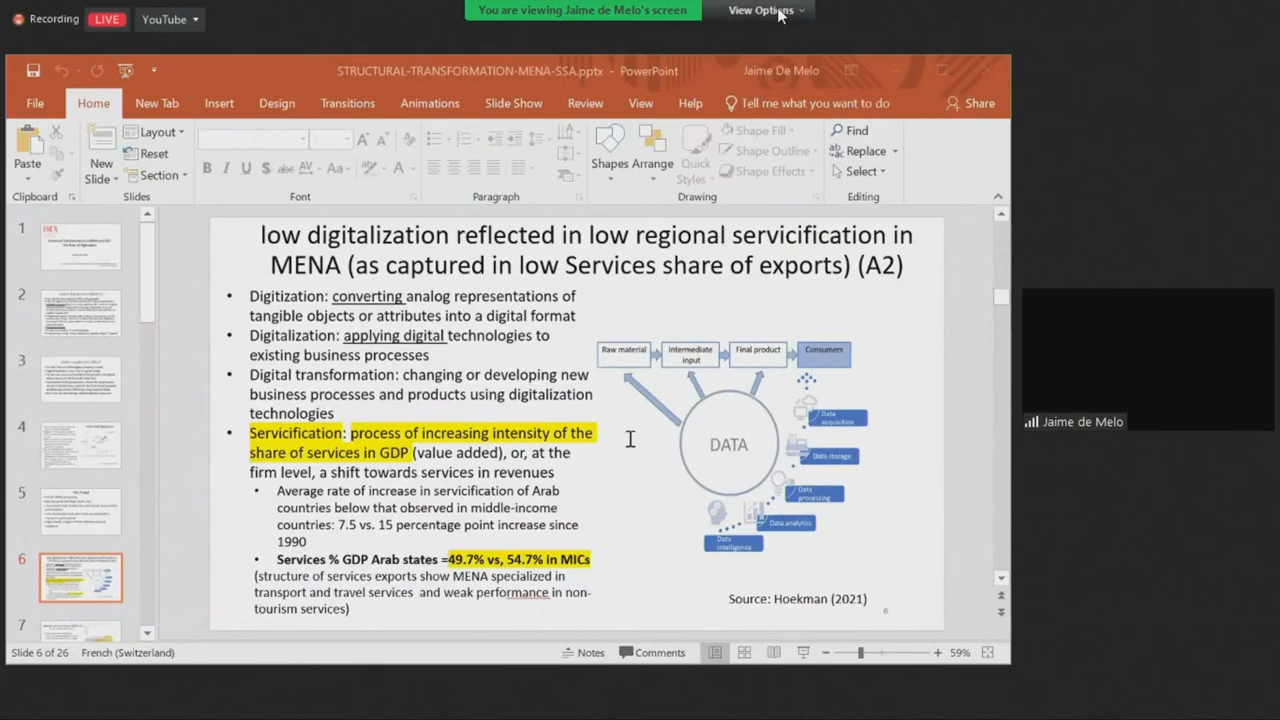 Recording LIVE YouTube
You are viewing Jaime de Melo's screen View Options
STRUCTURAL-TRANSFORMATION-MENA-SSA.pptx - PowerPoint Jaime De Melo
File Home New Tab Insert Design Transitions Animations Slide Show Review View Help Tell me what you want to do Share
Paste
New Slide
Layout
Reset
Section
Shapes Arrange Quick Styles
Shape Fill
Shape Outline
Shape Effects
Find
Replace
Select
Clipboard Slides Font Paragraph Drawing Editing
1
2
3
4
5
6
7
low digitalization reflected in low regional servicification in
MENA (as captured in low Services share of exports) (A2)
• Digitization: converting analog representations of
tangible objects or attributes into a digital format
• Digitalization: applying digital technologies to
existing business processes
• Digital transformation: changing or developing new
business processes and products using digitalization
technologies
• Servicification: process of increasing intensity of the
share of services in GDP (value added), or, at the
firm level, a shift towards services in revenues
• Average rate of increase in servicification of Arab
countries below that observed in middle-income
countries: 7.5 vs. 15 percentage point increase since
1990
• Services % GDP Arab states =49.7% vs, 54.7% in MICs
(structure of services exports show MENA specialized in
transport and travel services and weak performance in non-
tourism services)
Raw material
Intermediate
input
Final product
Consumers
DATA
Data
acquisition
Data storage
Data
processing
Data analytics
Data
intelligence
Source: Hoekman (2021)
6
Jaime de Melo
Slide 6 of 26 French (Switzerland) Notes Comments 59%